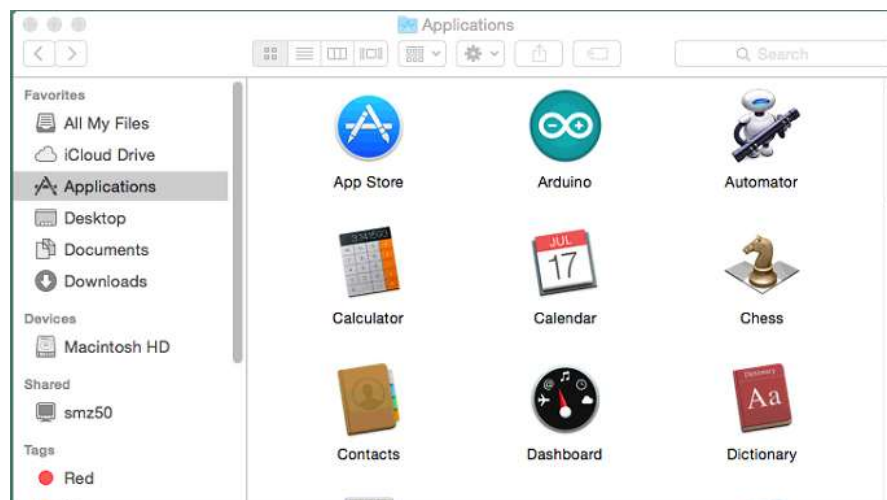 Applications
Search
Favorites
All My Files
iCloud Drive
Applications
Desktop
Documents
Downloads
Devices
Macintosh HD
Shared
smz50
Tags
Red
App Store
Arduino
Automator
JUL
17
Calculator
Calendar
Chess
Dictionary
Aa
Contacts
Dashboard
Dictionary